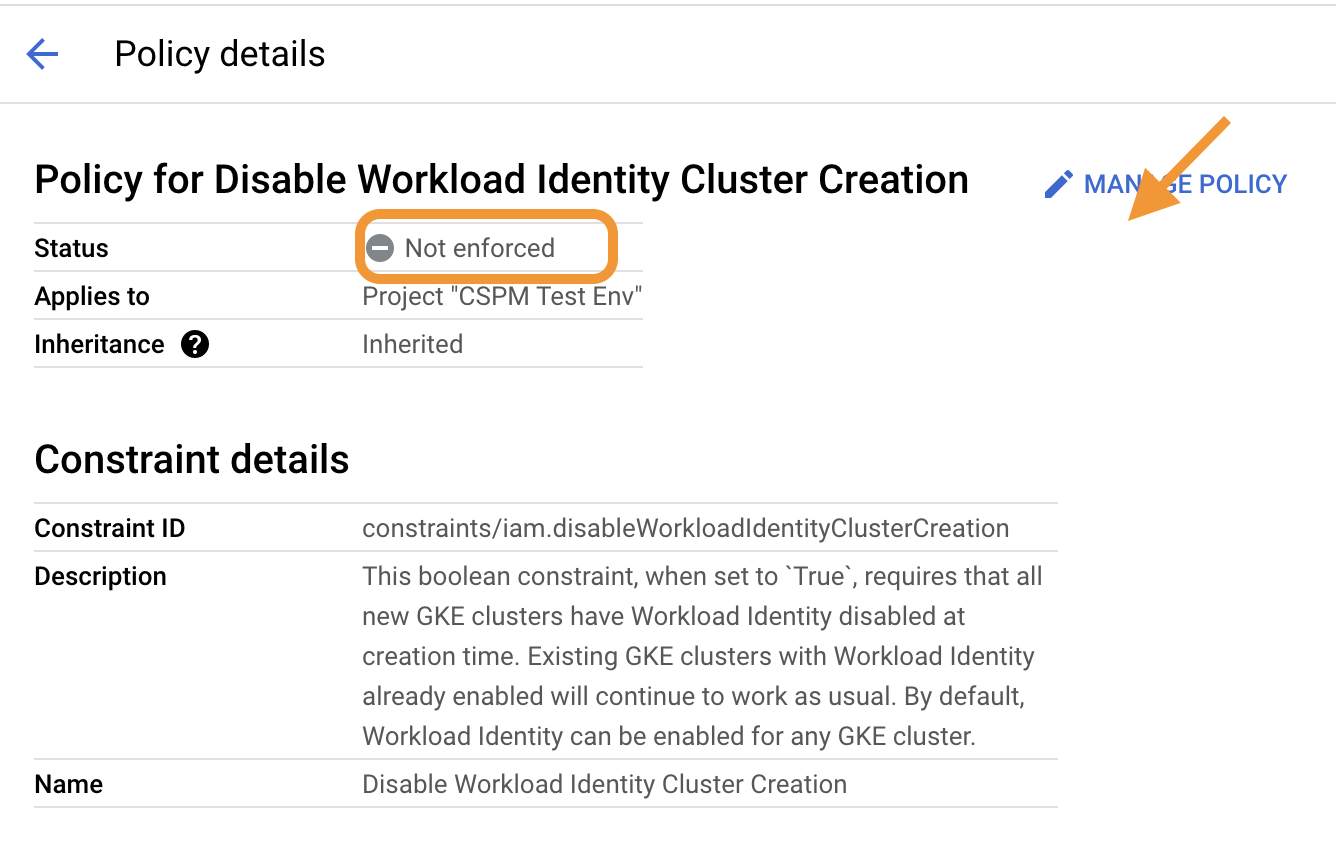 Policy details
Policy for Disable Workload Identity Cluster Creation
MANAGE POLICY
Status Not enforced
Applies to Project "CSPM Test Env"
Inheritance ? Inherited
Constraint details
Constraint ID constraints/iam.disableWorkloadIdentityClusterCreation
Description This boolean constraint, when set to `True`, requires that all
new GKE clusters have Workload Identity disabled at
creation time. Existing GKE clusters with Workload Identity
already enabled will continue to work as usual. By default,
Workload Identity can be enabled for any GKE cluster.
Name Disable Workload Identity Cluster Creation